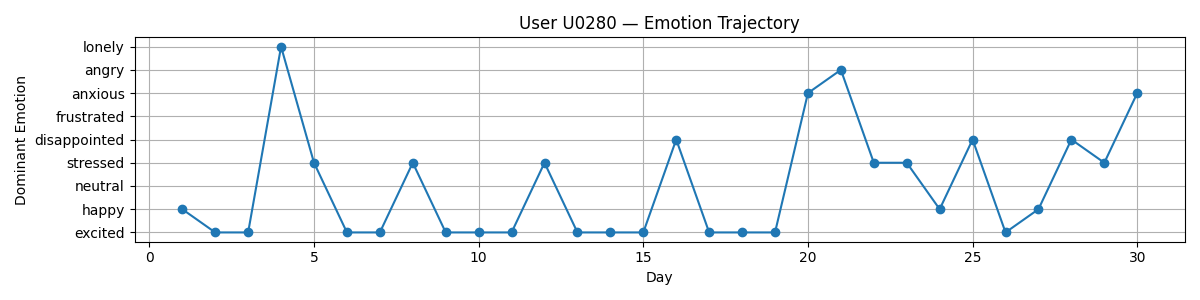 User U0280 — Emotion Trajectory
Dominant Emotion
lonely
angry
anxious
frustrated
disappointed
stressed
neutral
happy
excited
0 5 10 15 20 25 30
Day